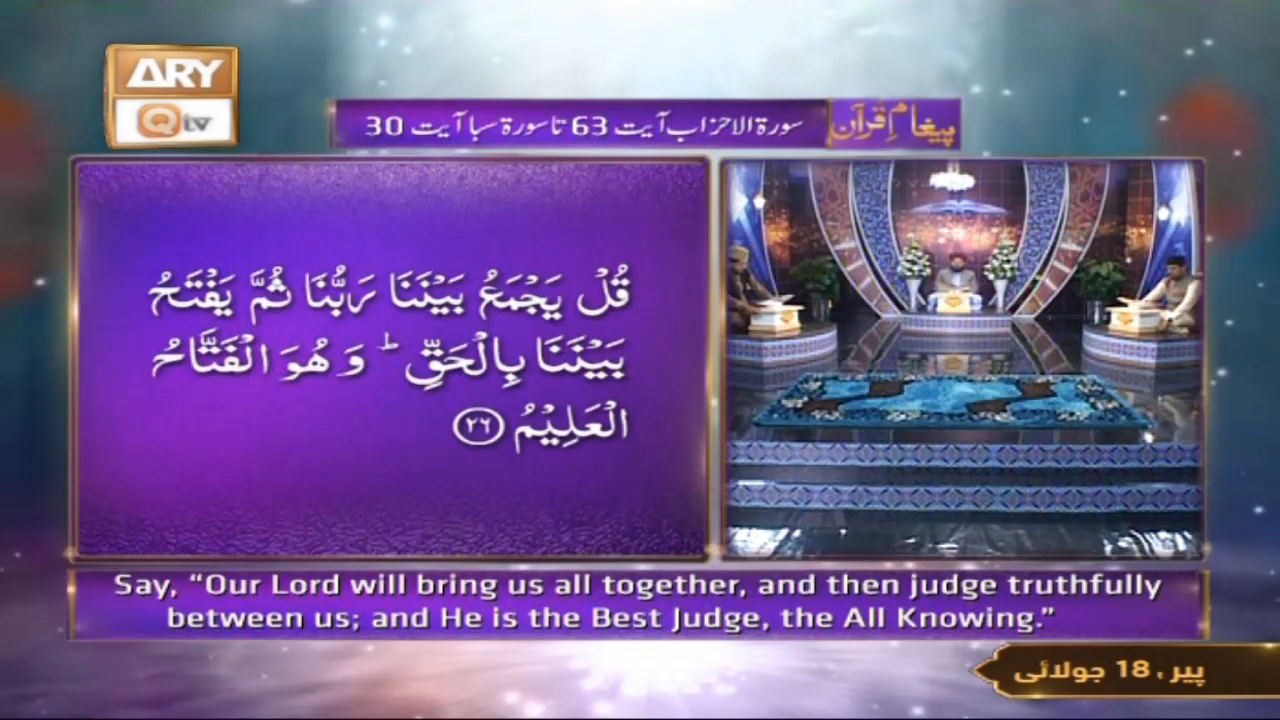 ARY
Qtv
پیغامِ قرآن
سورۃ الاحزاب آیت 63 تا سورۃ سبا آیت 30
قُلْ يَجْمَعُ بَيْنَنَا رَبُّنَا ثُمَّ يَفْتَحُ
بَيْنَنَا بِالْحَقِّ ؕ وَ هُوَ الْفَتَّاحُ
الْعَلِيْمُ ﴿۲۶﴾
Say, “Our Lord will bring us all together, and then judge truthfully
between us; and He is the Best Judge, the All Knowing.”
پیر، 18 جولائی